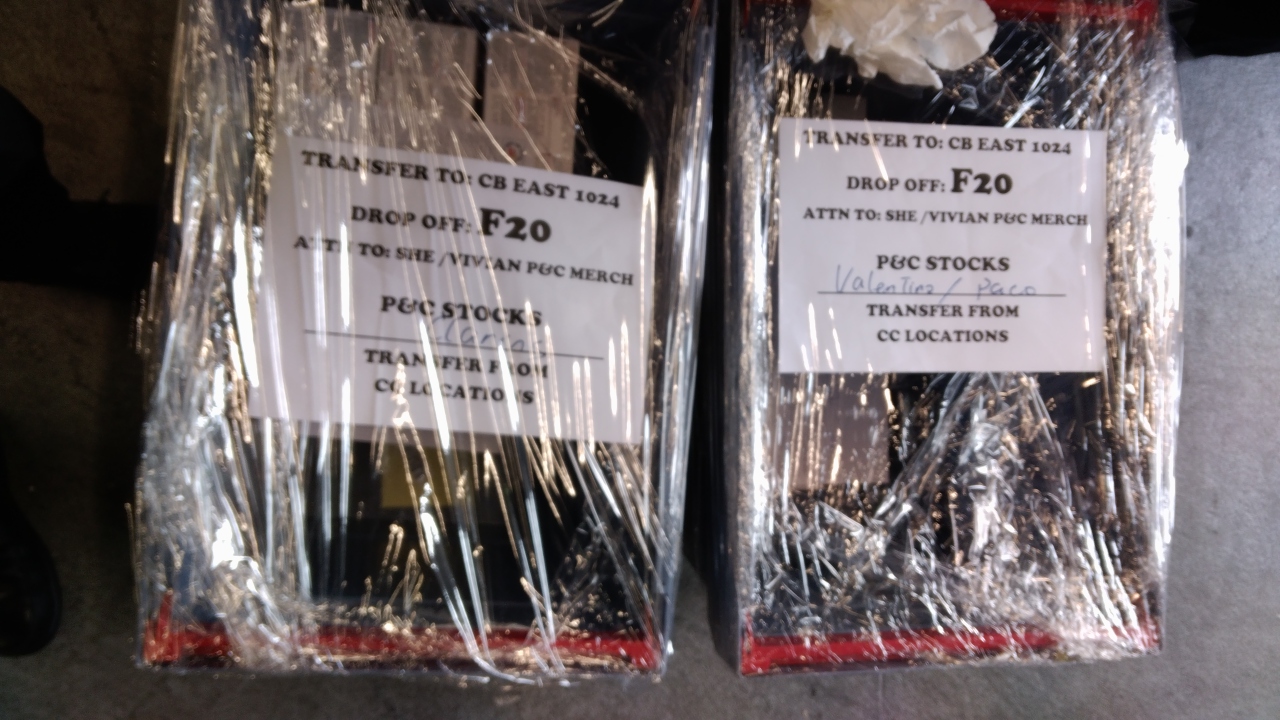 TRANSFER TO: CB EAST 1024
DROP OFF: F20
ATTN TO: SHE /VIVIAN P&C MERCH
P&C STOCKS
TRANSFER FROM
CC LOCATIONS
TRANSFER TO: CB EAST 1024
DROP OFF: F20
ATTN TO: SHE /VIVIAN P&C MERCH
P&C STOCKS
Valentino / Paco
TRANSFER FROM
CC LOCATIONS